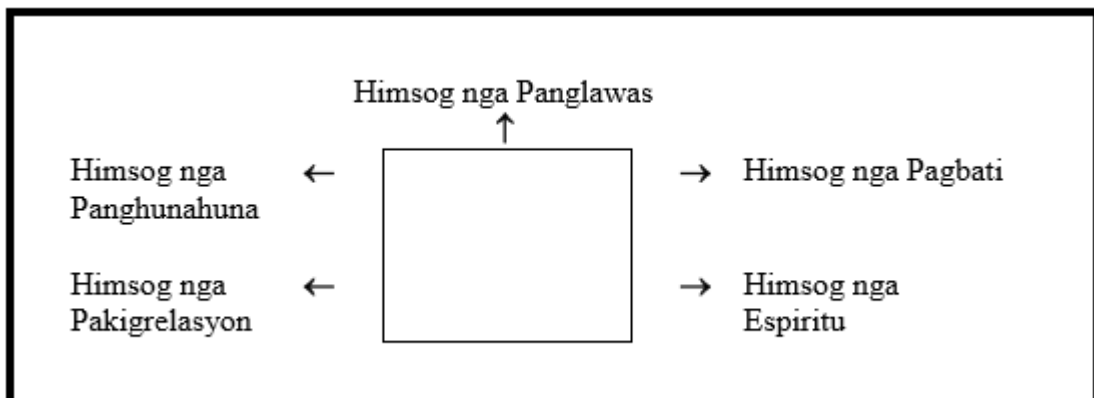 Himsog nga Panglawas
↑
Himsog nga
Panghunahuna
←
→
Himsog nga Pagbati
Himsog nga
Pakigrelasyon
←
→
Himsog nga
Espiritu